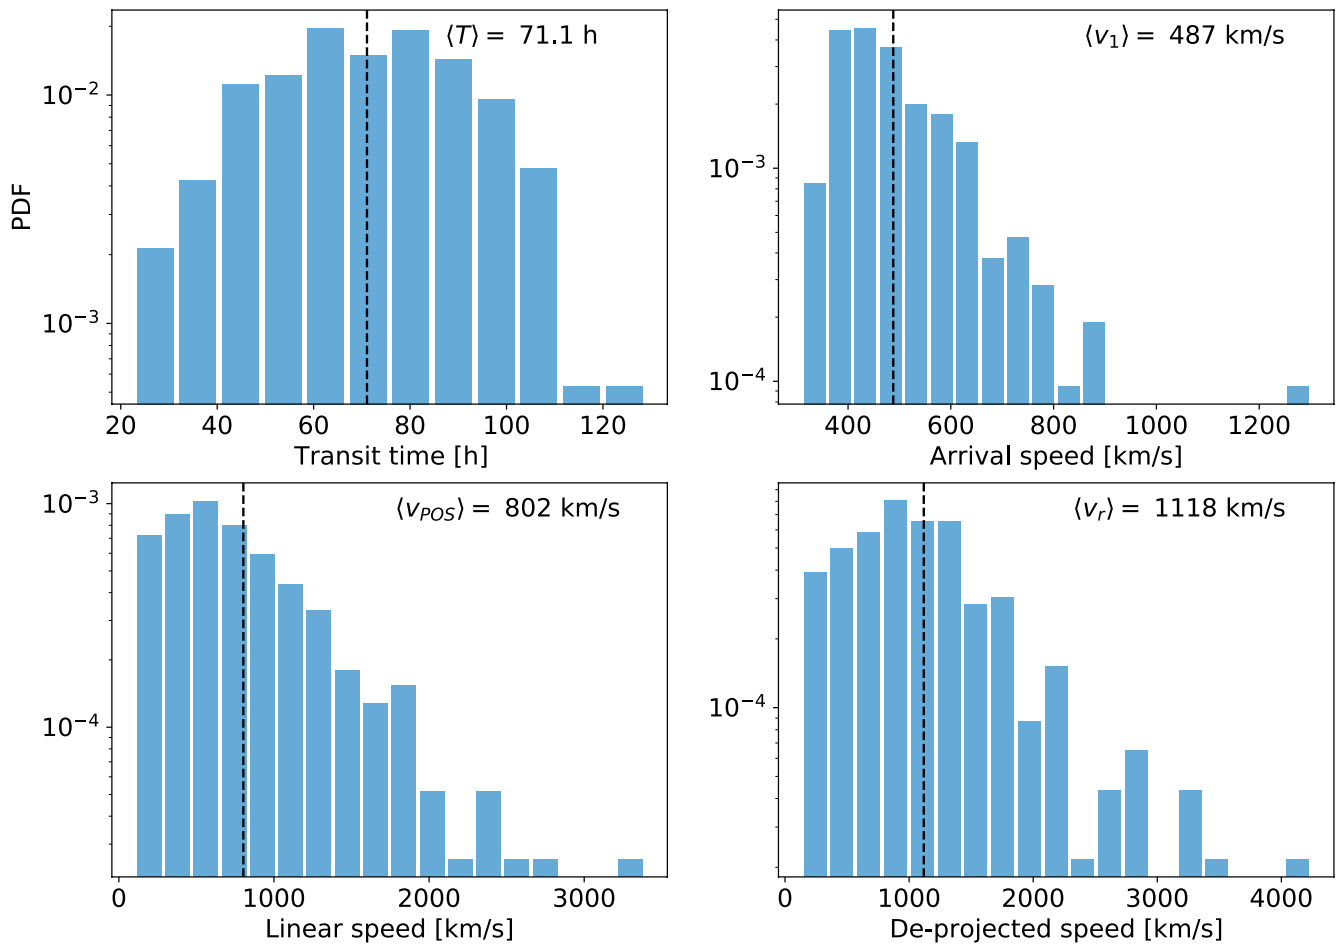 ⟨T⟩ = 71.1 h
10⁻²
10⁻³
PDF
20 40 60 80 100 120
Transit time [h]
⟨v₁⟩ = 487 km/s
10⁻³
10⁻⁴
400 600 800 1000 1200
Arrival speed [km/s]
⟨v_POS⟩ = 802 km/s
10⁻³
10⁻⁴
0 1000 2000 3000
Linear speed [km/s]
⟨v_r⟩ = 1118 km/s
10⁻⁴
0 1000 2000 3000 4000
De-projected speed [km/s]